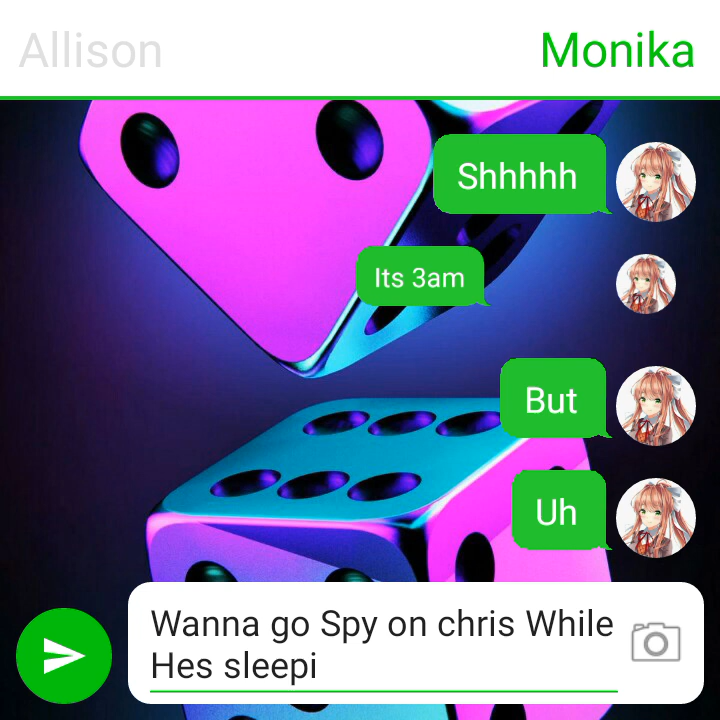 Allison
Monika
Shhhhh
Its 3am
But
Uh
Wanna go Spy on chris While
Hes sleepi